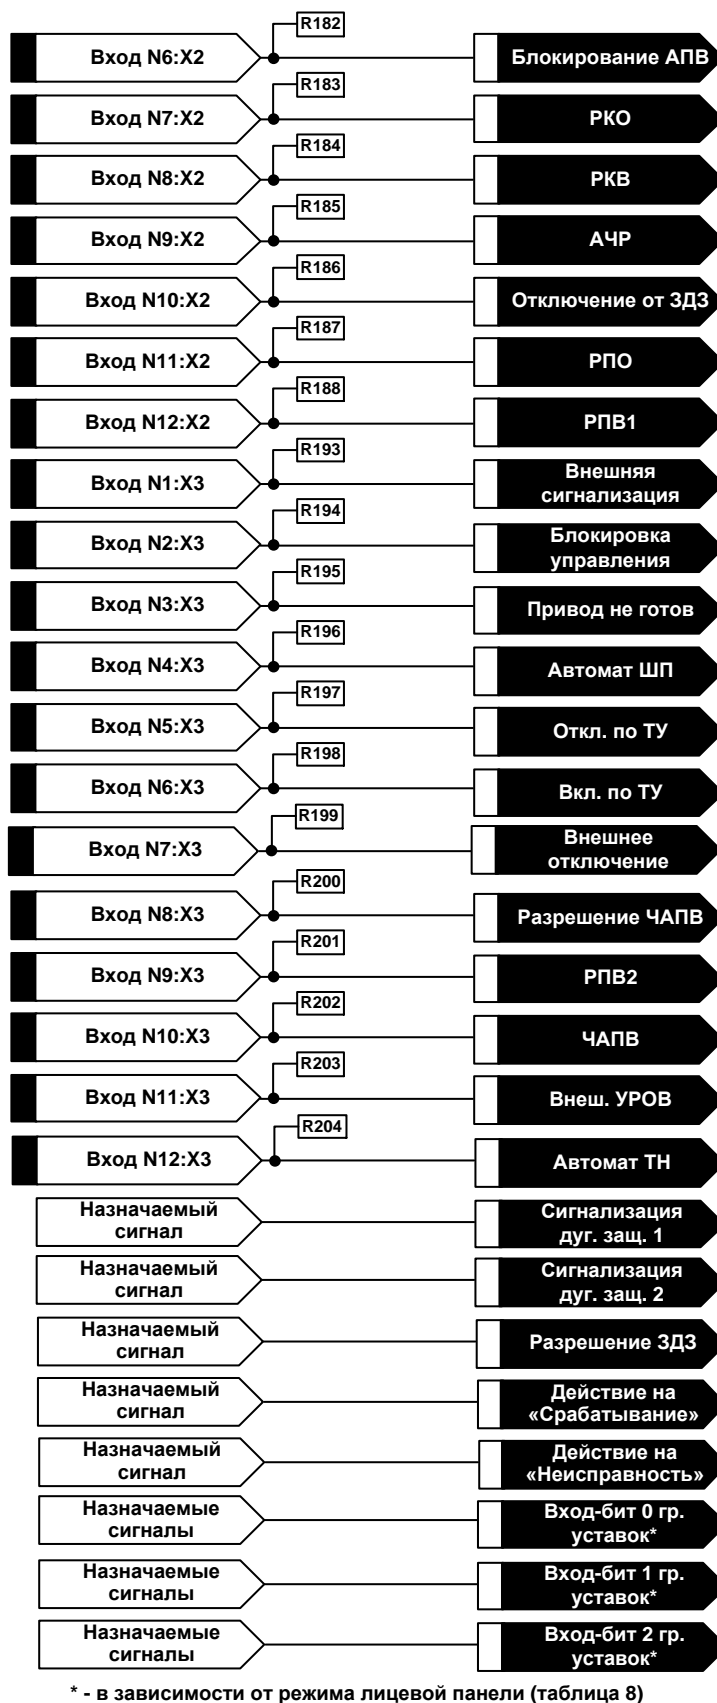 R182
Вход N6:X2
Блокирование АПВ
R183
Вход N7:X2
РКО
R184
Вход N8:X2
РКВ
R185
Вход N9:X2
АЧР
R186
Вход N10:X2
Отключение от ЗДЗ
R187
Вход N11:X2
РПО
R188
Вход N12:X2
РПВ1
R193
Вход N1:X3
Внешняя
сигнализация
R194
Вход N2:X3
Блокировка
управления
R195
Вход N3:X3
Привод не готов
R196
Вход N4:X3
Автомат ШП
R197
Вход N5:X3
Откл. по ТУ
R198
Вход N6:X3
Вкл. по ТУ
R199
Вход N7:X3
Внешнее
отключение
R200
Вход N8:X3
Разрешение ЧАПВ
R201
Вход N9:X3
РПВ2
R202
Вход N10:X3
ЧАПВ
R203
Вход N11:X3
Внеш. УРОВ
R204
Вход N12:X3
Автомат ТН
Назначаемый
сигнал
Сигнализация
дуг. защ. 1
Назначаемый
сигнал
Сигнализация
дуг. защ. 2
Назначаемый
сигнал
Разрешение ЗДЗ
Назначаемый
сигнал
Действие на
«Срабатывание»
Назначаемый
сигнал
Действие на
«Неисправность»
Назначаемые
сигналы
Вход-бит 0 гр.
уставок*
Назначаемые
сигналы
Вход-бит 1 гр.
уставок*
Назначаемые
сигналы
Вход-бит 2 гр.
уставок*
* - в зависимости от режима лицевой панели (таблица 8)